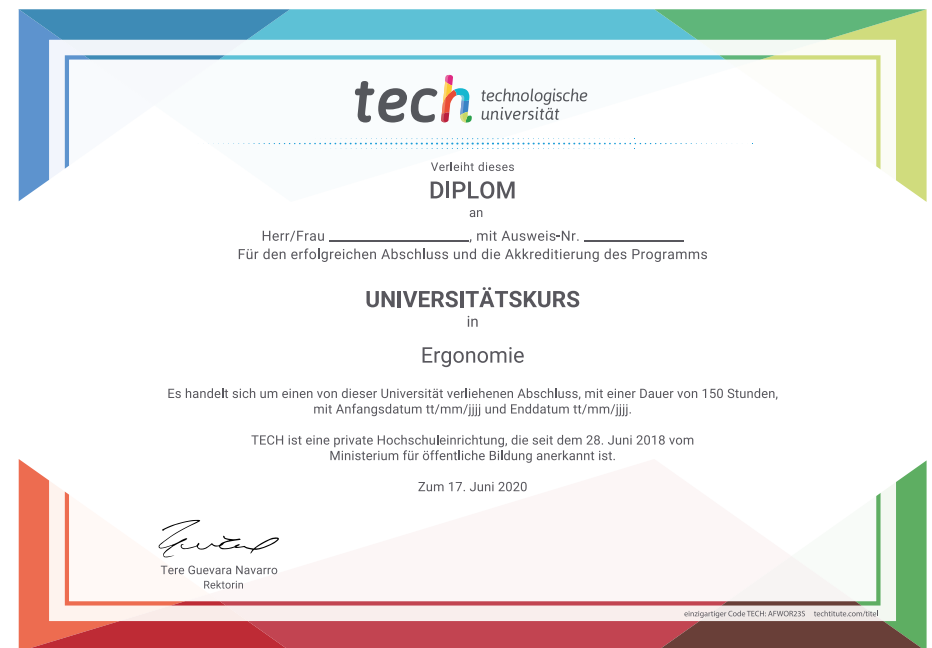 tech technologische
universität
Verleiht dieses
DIPLOM
an
Herr/Frau ____________________, mit Ausweis-Nr. ______________
Für den erfolgreichen Abschluss und die Akkreditierung des Programms
UNIVERSITÄTSKURS
in
Ergonomie
Es handelt sich um einen von dieser Universität verliehenen Abschluss, mit einer Dauer von 150 Stunden,
mit Anfangsdatum tt/mm/jjjj und Enddatum tt/mm/jjjj.
TECH ist eine private Hochschuleinrichtung, die seit dem 28. Juni 2018 vom
Ministerium für öffentliche Bildung anerkannt ist.
Zum 17. Juni 2020
Tere Guevara Navarro
Rektorin
einzigartiger Code TECH: AFWOR23S techtitute.com/titel